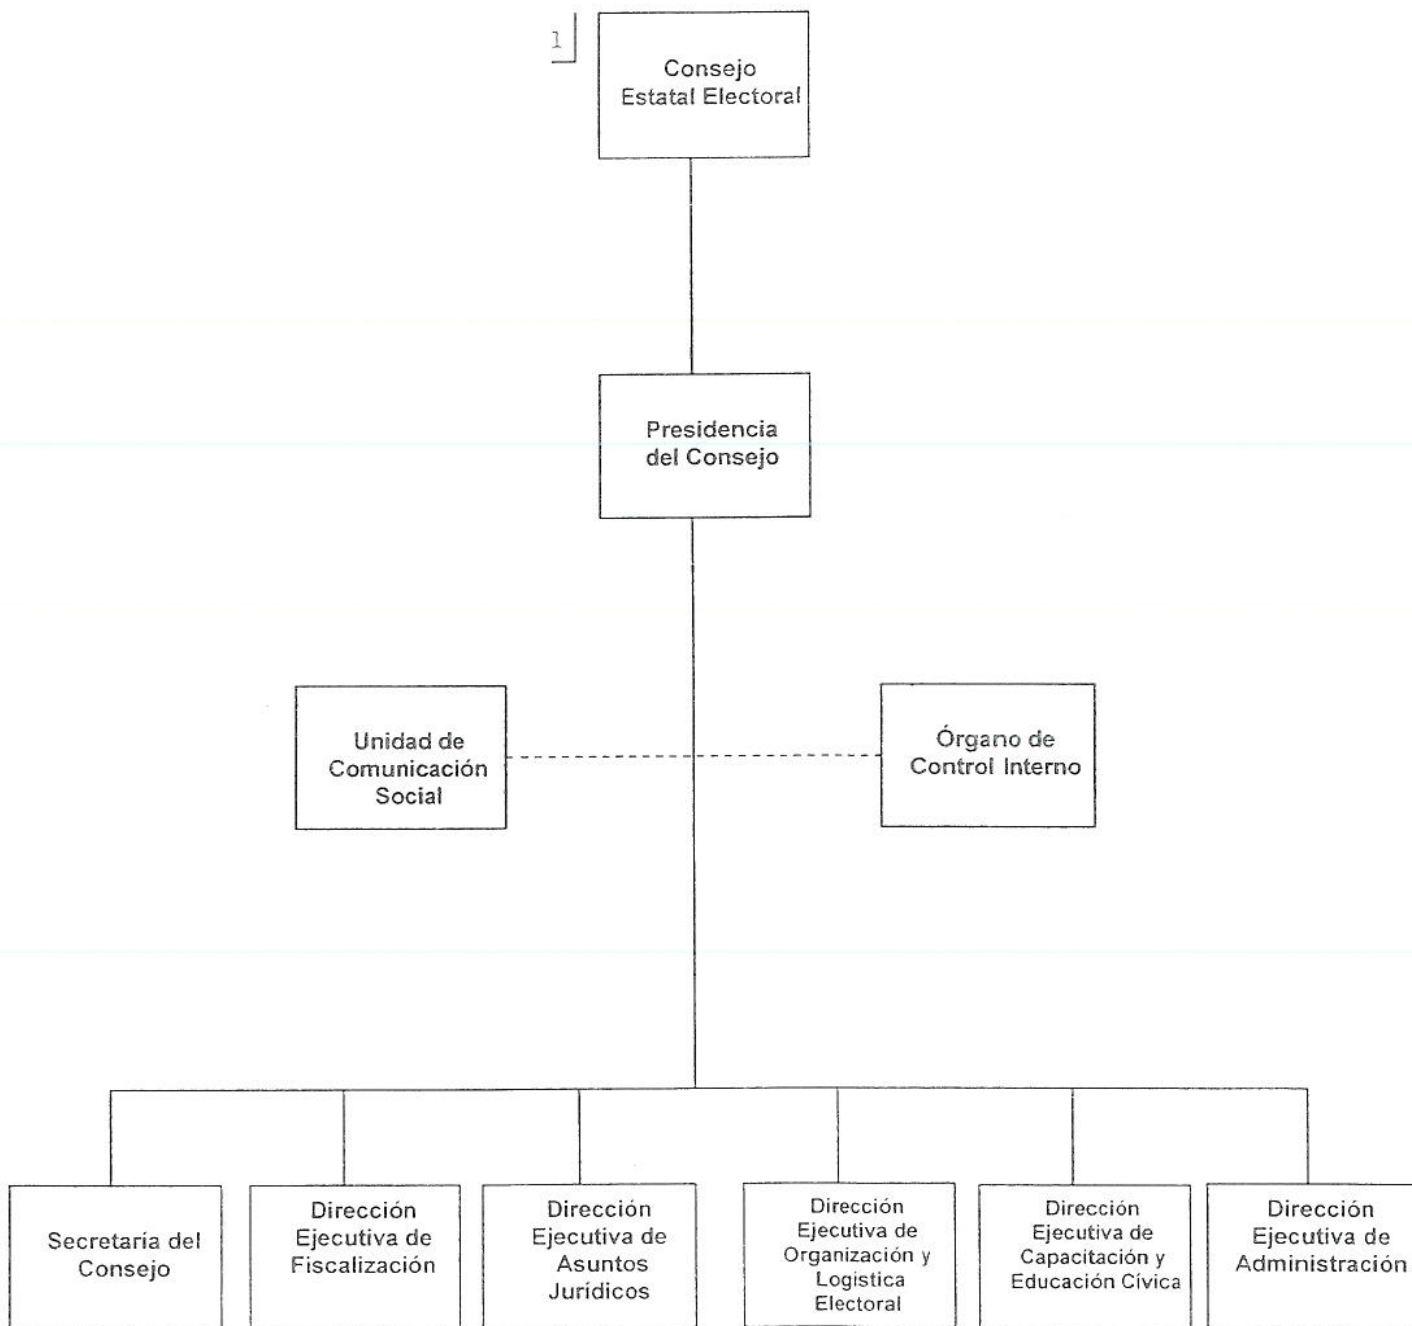 1
Consejo
Estatal Electoral
Presidencia
del Consejo
Unidad de
Comunicación
Social
Órgano de
Control Interno
Secretaría del
Consejo
Dirección
Ejecutiva de
Fiscalización
Dirección
Ejecutiva de
Asuntos
Jurídicos
Dirección
Ejecutiva de
Organización y
Logistica
Electoral
Dirección
Ejecutiva de
Capacitación y
Educación Cívica
Dirección
Ejecutiva de
Administración